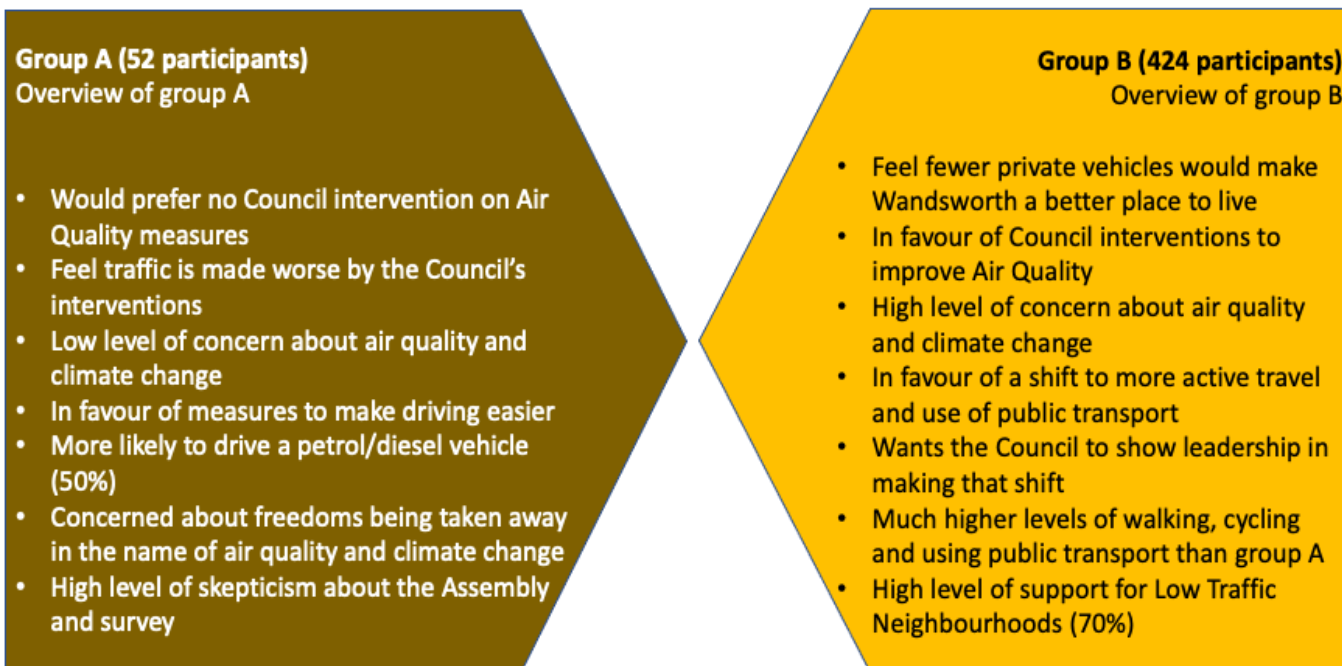 Group A (52 participants)
Overview of group A
• Would prefer no Council intervention on Air
Quality measures
• Feel traffic is made worse by the Council's
interventions
• Low level of concern about air quality and
climate change
• In favour of measures to make driving easier
• More likely to drive a petrol/diesel vehicle
(50%)
• Concerned about freedoms being taken away
in the name of air quality and climate change
• High level of skepticism about the Assembly
and survey
Group B (424 participants)
Overview of group B
• Feel fewer private vehicles would make
Wandsworth a better place to live
• In favour of Council interventions to
improve Air Quality
• High level of concern about air quality
and climate change
• In favour of a shift to more active travel
and use of public transport
• Wants the Council to show leadership in
making that shift
• Much higher levels of walking, cycling
and using public transport than group A
• High level of support for Low Traffic
Neighbourhoods (70%)